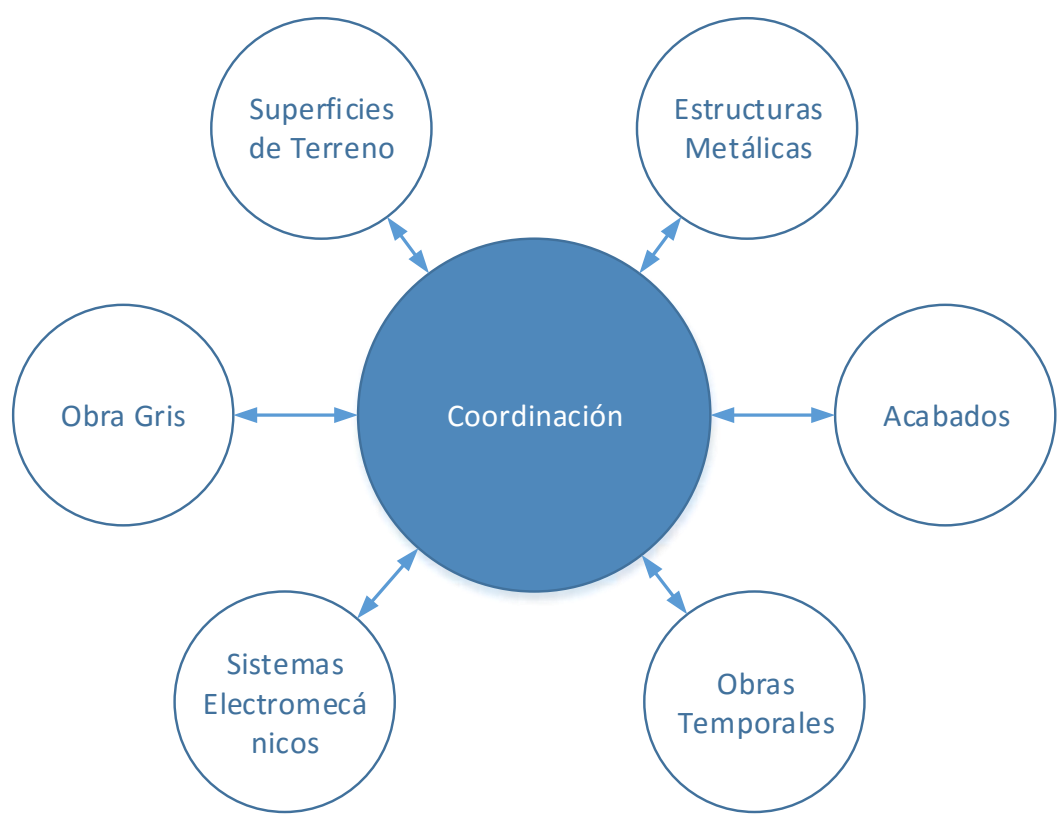 Superficies
de Terreno
Estructuras
Metálicas
Obra Gris
Coordinación
Acabados
Sistemas
Electromecá
nicos
Obras
Temporales